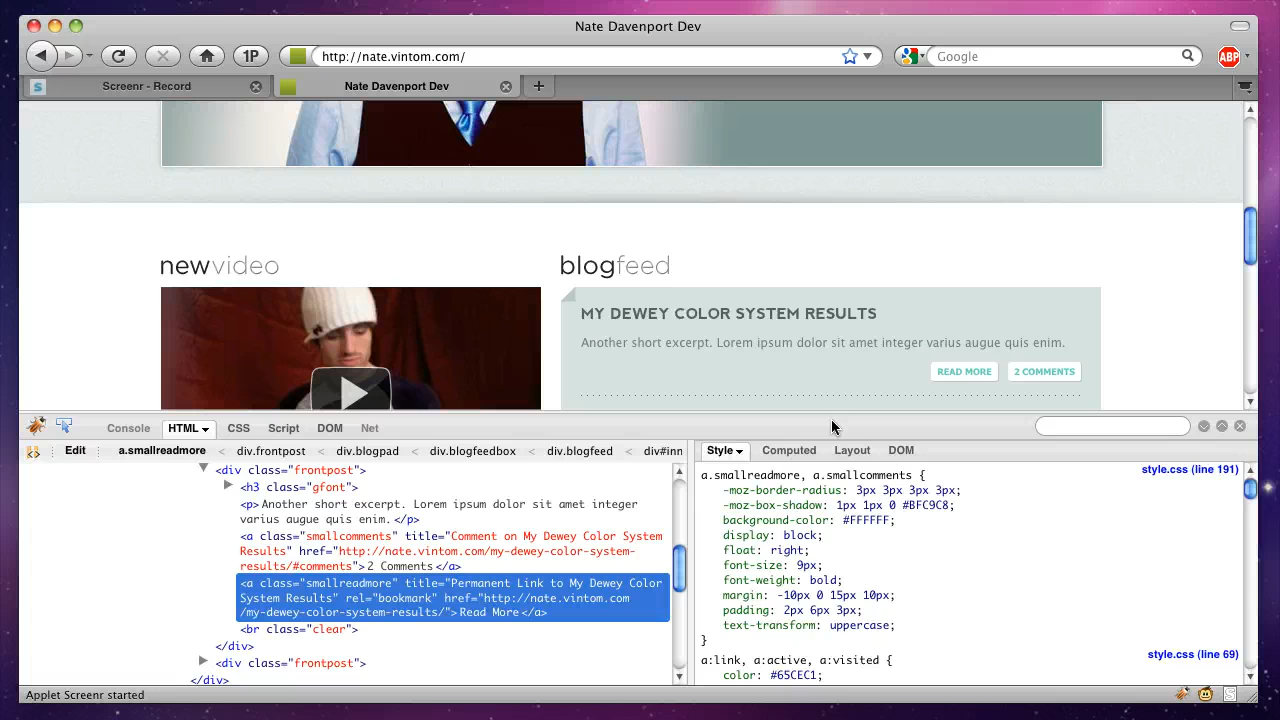 Nate Davenport Dev
1P
http://nate.vintom.com/
Google
ABP
S Screenr - Record
Nate Davenport Dev
+
newvideo
blogfeed
MY DEWEY COLOR SYSTEM RESULTS
Another short excerpt. Lorem ipsum dolor sit amet integer varius augue quis enim.
READ MORE
2 COMMENTS
Console HTML CSS Script DOM Net
Edit a.smallreadmore < div.frontpost < div.blogpad < div.blogfeedbox < div.blogfeed < div#inn
<div class="frontpost">
<h3 class="gfont">
<p>Another short excerpt. Lorem ipsum dolor sit amet integer
varius augue quis enim.</p>
<a class="smallcomments" title="Comment on My Dewey Color System
Results" href="http://nate.vintom.com/my-dewey-color-system-
results/#comments">2 Comments</a>
<a class="smallreadmore" title="Permanent Link to My Dewey Color
System Results" rel="bookmark" href="http://nate.vintom.com
/my-dewey-color-system-results/">Read More</a>
<br class="clear">
</div>
<div class="frontpost">
</div>
Style Computed Layout DOM
style.css (line 191)
a.smallreadmore, a.smallcomments {
-moz-border-radius: 3px 3px 3px 3px;
-moz-box-shadow: 1px 1px 0 #BFC9C8;
background-color: #FFFFFF;
display: block;
float: right;
font-size: 9px;
font-weight: bold;
margin: -10px 0 15px 10px;
padding: 2px 6px 3px;
text-transform: uppercase;
}
style.css (line 69)
a:link, a:active, a:visited {
color: #65CEC1;
Applet Screenr started
S